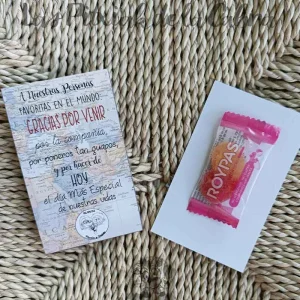 A Nuestras Personas
FAVORITAS EN EL MUNDO:
GRACIAS POR VENIR
por la compañía,
por poneros tan guapos,
y por hacer de
HOY
el día más Especial
de nuestras vidas
ROYPAS